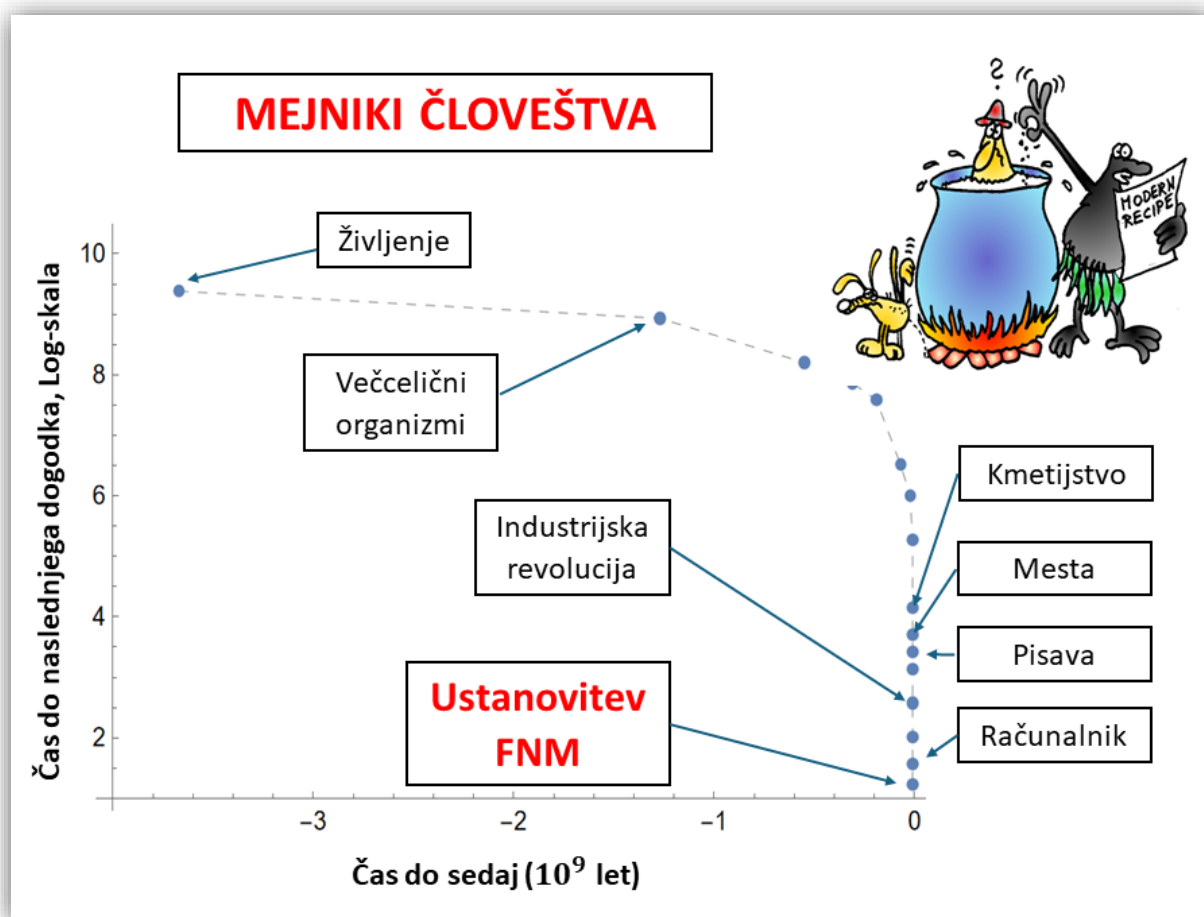 MEJNIKI ČLOVEŠTVA
?
MODERN
RECIPE
Življenje
Večcelični
organizmi
Kmetijstvo
Industrijska
revolucija
Mesta
Pisava
Ustanovitev
FNM
Računalnik
Čas do naslednjega dogodka, Log-skala
10
8
6
4
2
−3
−2
−1
0
Čas do sedaj (10⁹ let)